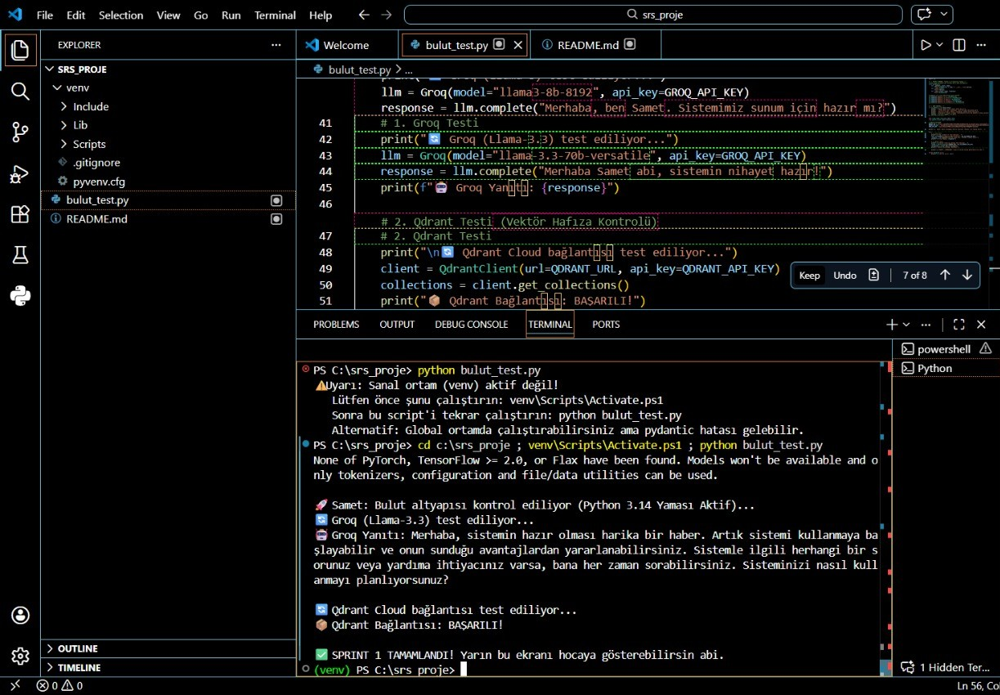 File Edit Selection View Go Run Terminal Help
srs_proje
EXPLORER
SRS_PROJE
venv
Include
Lib
Scripts
.gitignore
pyvenv.cfg
bulut_test.py
README.md
OUTLINE
TIMELINE
Welcome
bulut_test.py
README.md
bulut_test.py > ...
llm = Groq(model="llama3-8b-8192", api_key=GROQ_API_KEY)
response = llm.complete("Merhaba, ben Samet. Sistemimiz sunum için hazır mı?")
41 # 1. Groq Testi
42 print("🔄 Groq (Llama-3.3) test ediliyor...")
43 llm = Groq(model="llama-3.3-70b-versatile", api_key=GROQ_API_KEY)
44 response = llm.complete("Merhaba Samet abi, sistemin nihayet hazır!")
45 print(f"🤖 Groq Yanıtı: {response}")
46
# 2. Qdrant Testi (Vektör Hafıza Kontrolü)
47 # 2. Qdrant Testi
48 print("\n🔄 Qdrant Cloud bağlantısı test ediliyor...")
49 client = QdrantClient(url=QDRANT_URL, api_key=QDRANT_API_KEY)
50 collections = client.get_collections()
51 print("📦 Qdrant Bağlantısı: BAŞARILI!")
Keep Undo 7 of 8
PROBLEMS OUTPUT DEBUG CONSOLE TERMINAL PORTS
powershell
Python
1 Hidden Ter...
PS C:\srs_proje> python bulut_test.py
⚠️Uyarı: Sanal ortam (venv) aktif değil!
Lütfen önce şunu çalıştırın: venv\Scripts\Activate.ps1
Sonra bu script'i tekrar çalıştırın: python bulut_test.py
Alternatif: Global ortamda çalıştırabilirsiniz ama pydantic hatası gelebilir.
PS C:\srs_proje> cd c:\srs_proje ; venv\Scripts\Activate.ps1 ; python bulut_test.py
None of PyTorch, TensorFlow >= 2.0, or Flax have been found. Models won't be available and o
nly tokenizers, configuration and file/data utilities can be used.
🚀 Samet: Bulut altyapısı kontrol ediliyor (Python 3.14 Yaması Aktif)...
🔄 Groq (Llama-3.3) test ediliyor...
🤖 Groq Yanıtı: Merhaba, sistemin hazır olması harika bir haber. Artık sistemi kullanmaya ba
şlayabilir ve onun sunduğu avantajlardan yararlanabilirsiniz. Sistemle ilgili herhangi bir s
orunuz veya yardıma ihtiyacınız varsa, bana her zaman sorabilirsiniz. Sisteminizi nasıl kull
anmayı planlıyorsunuz?
🔄 Qdrant Cloud bağlantısı test ediliyor...
📦 Qdrant Bağlantısı: BAŞARILI!
✅ SPRINT 1 TAMAMLANDI! Yarın bu ekranı hocaya gösterebilirsin abi.
(venv) PS C:\srs_proje>
0 0
Ln 56, Co